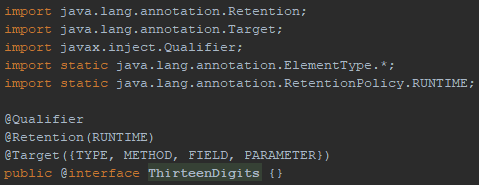 import java.lang.annotation.Retention;
import java.lang.annotation.Target;
import javax.inject.Qualifier;
import static java.lang.annotation.ElementType.*;
import static java.lang.annotation.RetentionPolicy.RUNTIME;
@Qualifier
@Retention(RUNTIME)
@Target({TYPE, METHOD, FIELD, PARAMETER})
public @interface ThirteenDigits {}